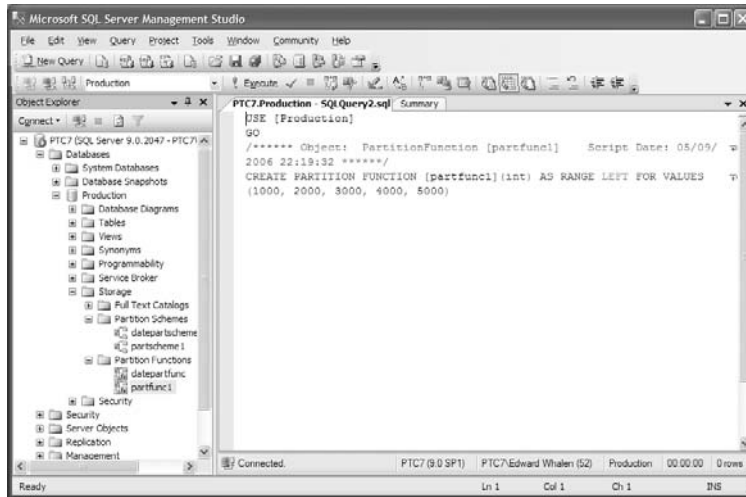 Microsoft SQL Server Management Studio
File Edit View Query Project Tools Window Community Help
New Query
Production
Execute
Object Explorer
PTC7.Production - SQLQuery2.sql Summary
Connect
USE [Production]
GO
/****** Object: PartitionFunction [partfunc1] Script Date: 05/09/
2006 22:19:32 ******/
CREATE PARTITION FUNCTION [partfunc1](int) AS RANGE LEFT FOR VALUES
(1000, 2000, 3000, 4000, 5000)
PTC7 (SQL Server 9.0.2047 - PTC7\
Databases
System Databases
Database Snapshots
Production
Database Diagrams
Tables
Views
Synonyms
Programmability
Service Broker
Storage
Full Text Catalogs
Partition Schemes
datepartscheme
partscheme1
Partition Functions
datepartfunc
partfunc1
Security
Security
Server Objects
Replication
Management
Connected. PTC7 (9.0 SP1) PTC7\Edward Whalen (52) Production 00:00:00 0 rows
Ready Ln 1 Col 1 Ch 1 INS